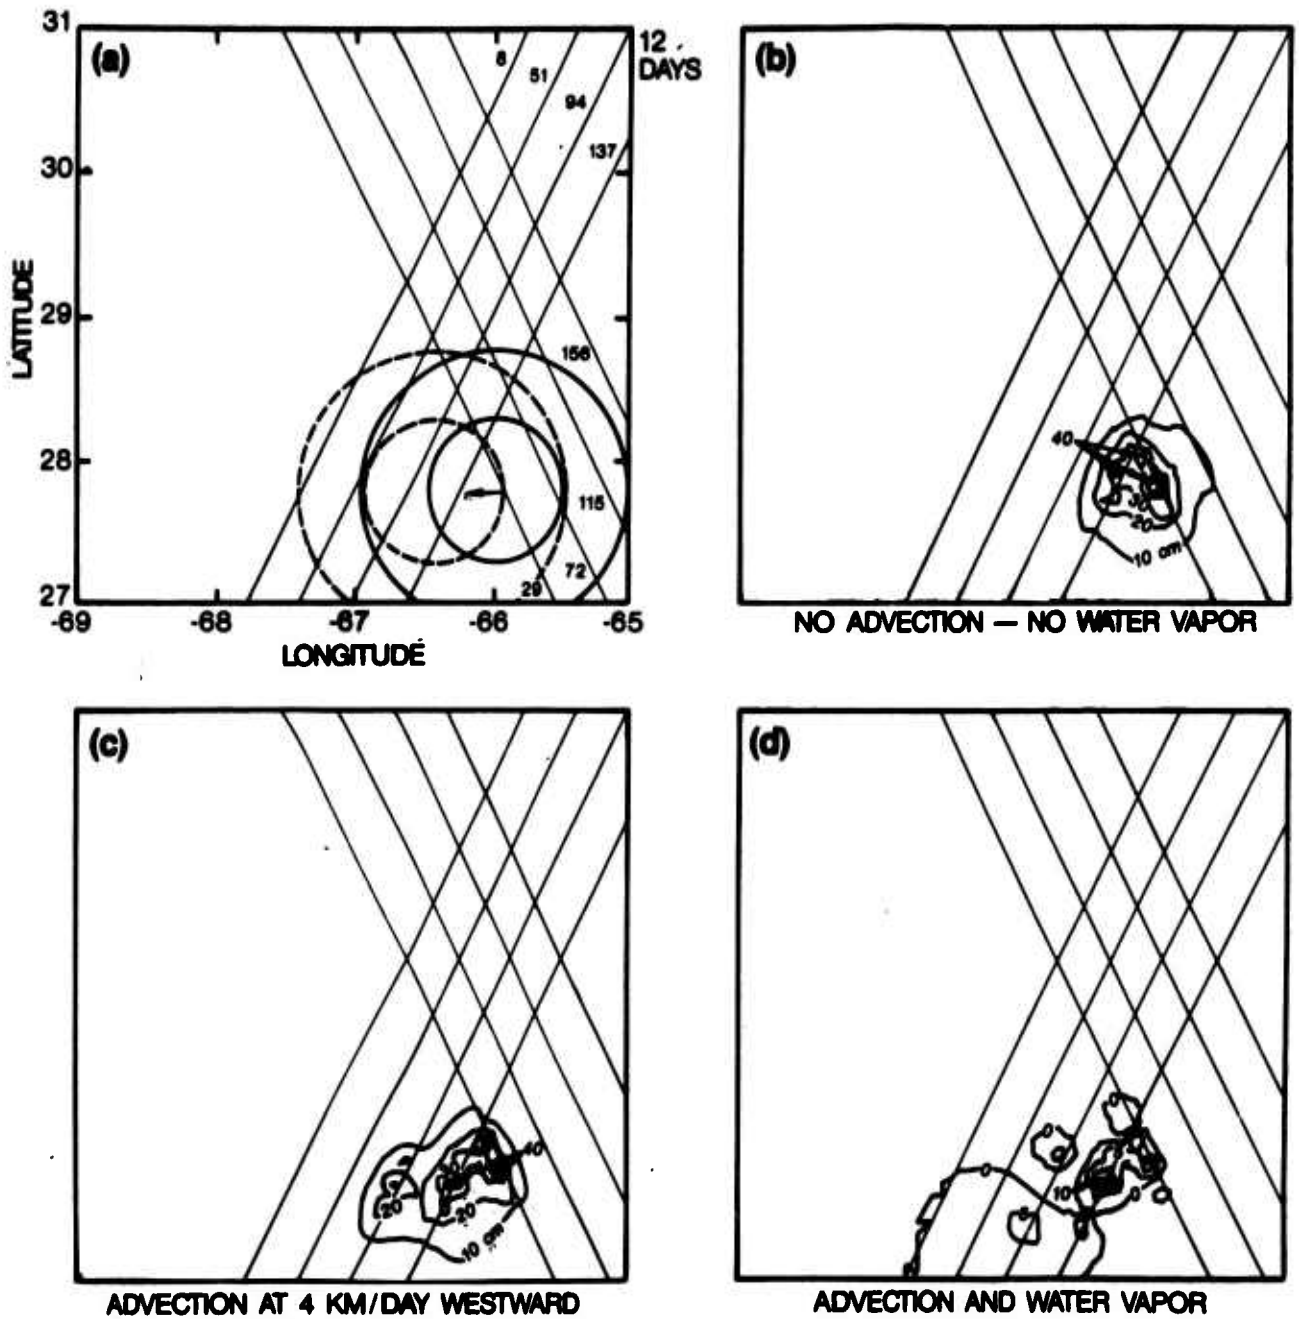 31
(a)
8
51
94
137
12
DAYS
30
29
28
27
LATITUDE
156
115
72
29
-69
-68
-67
-66
-65
LONGITUDE
(b)
40
30
20
10 cm
NO ADVECTION — NO WATER VAPOR
(c)
40
20
20
10 cm
ADVECTION AT 4 KM/DAY WESTWARD
(d)
0
0
0
10
0
ADVECTION AND WATER VAPOR